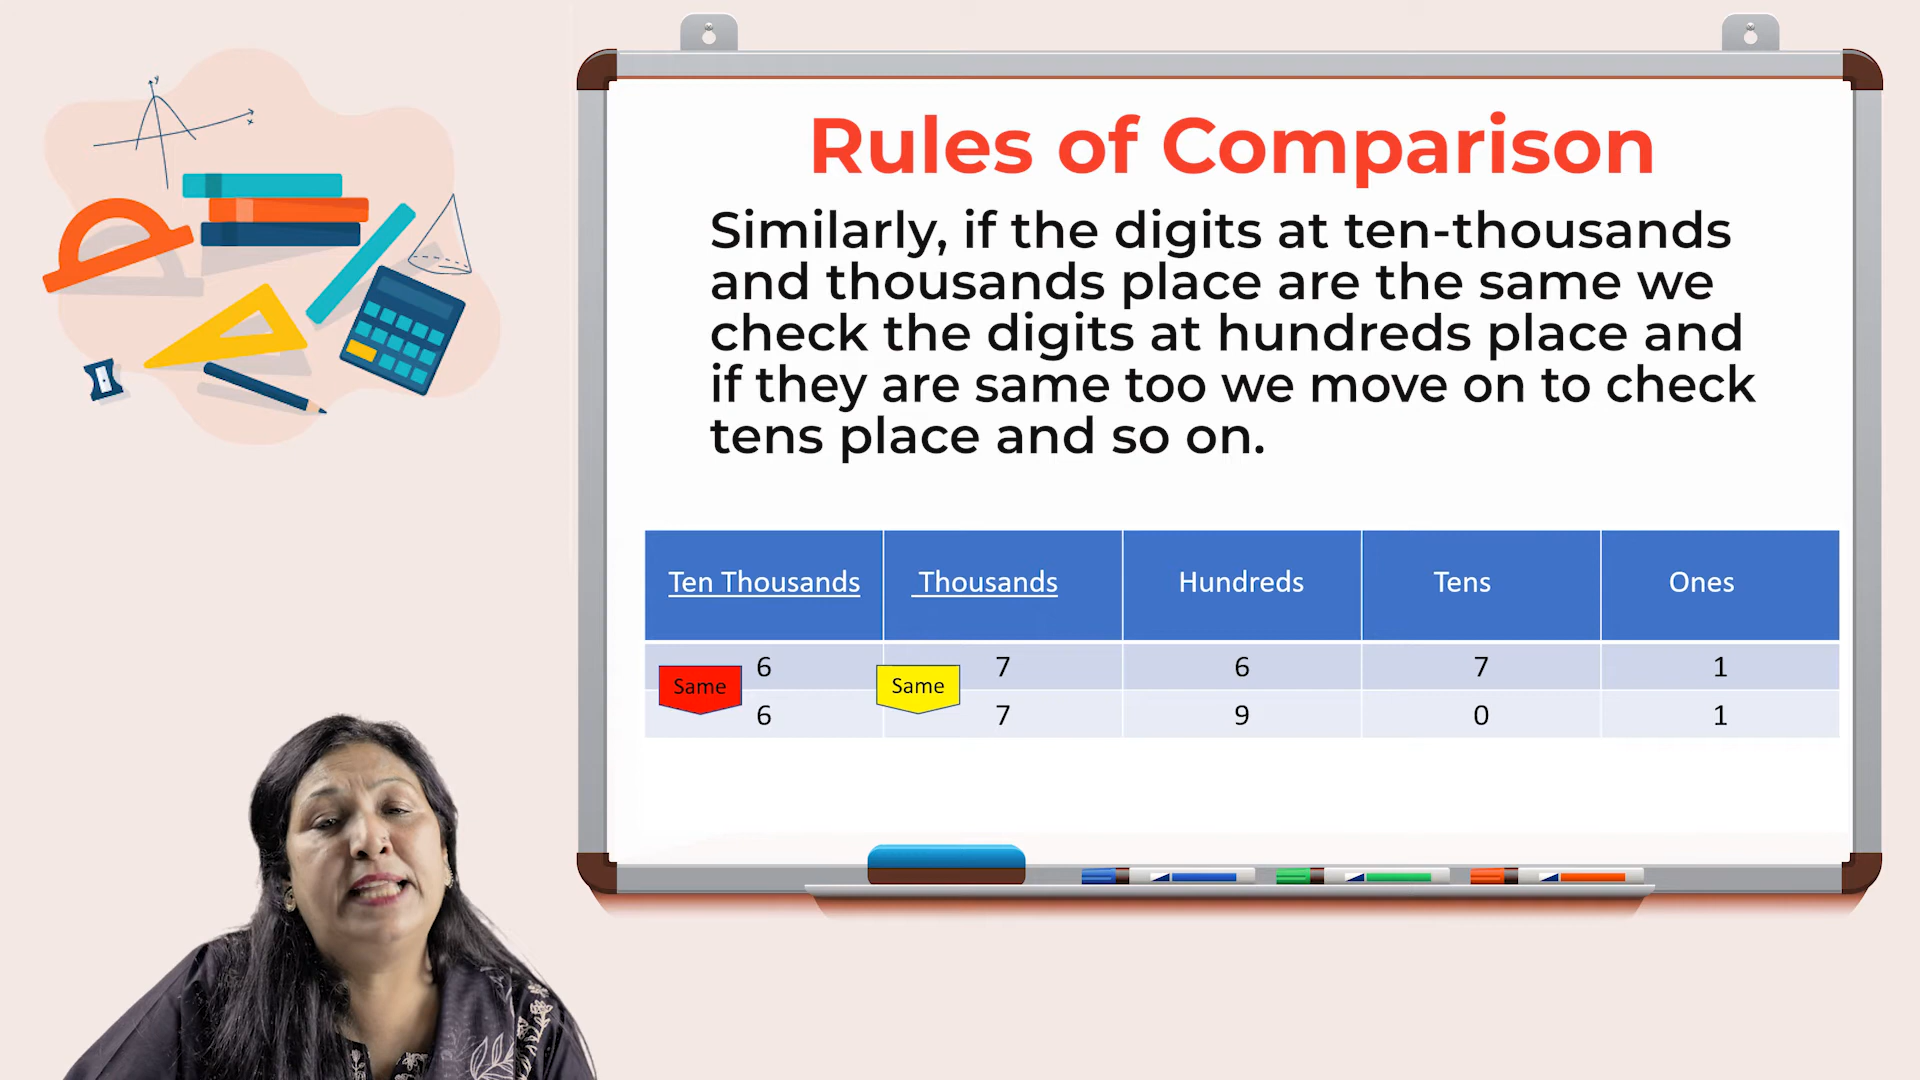 Rules of Comparison
Similarly, if the digits at ten-thousands
and thousands place are the same we
check the digits at hundreds place and
if they are same too we move on to check
tens place and so on.
Ten Thousands Thousands Hundreds Tens Ones
6 7 6 7 1
Same Same
6 7 9 0 1
y
x